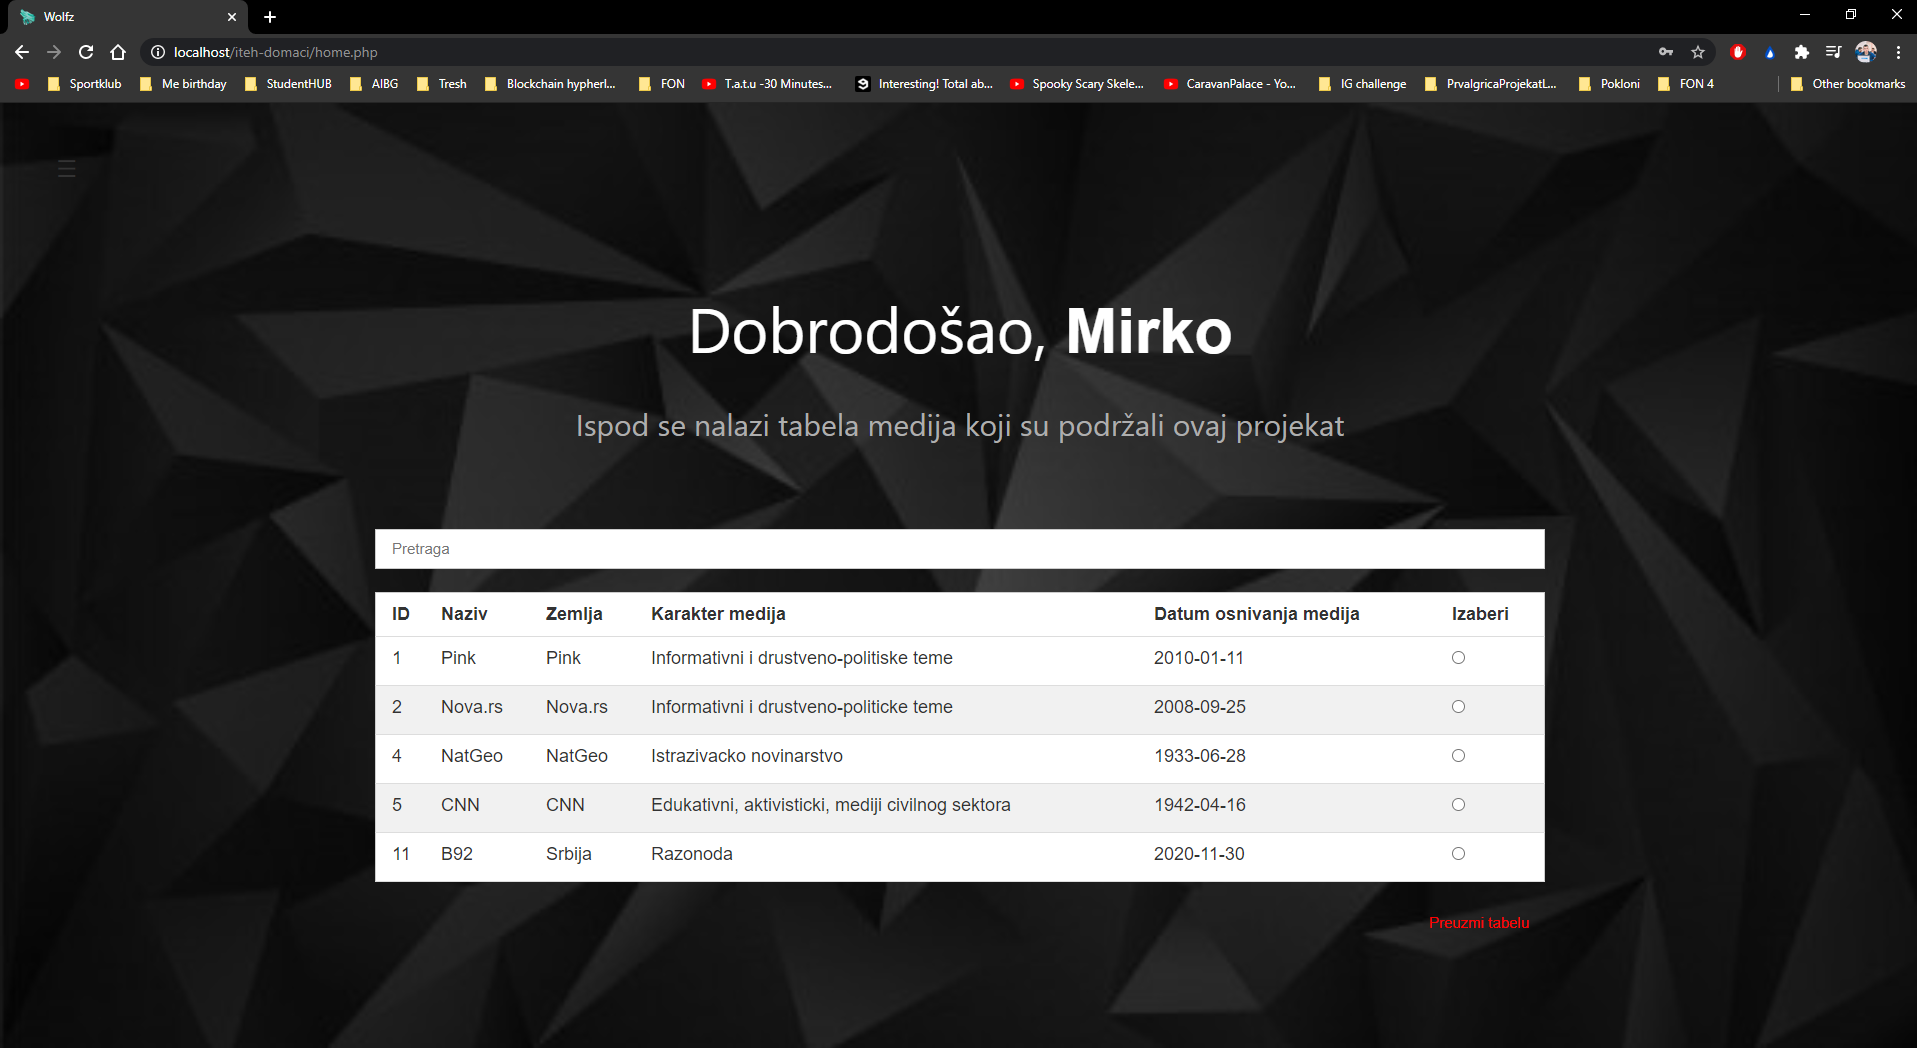 Wolfz
localhost/iteh-domaci/home.php
Sportklub Me birthday StudentHUB AIBG Tresh Blockchain hypherl... FON T.a.t.u -30 Minutes... Interesting! Total ab... Spooky Scary Skele... CaravanPalace - Yo... IG challenge PrvaIgricaProjekatL... Pokloni FON 4 Other bookmarks
Dobrodošao, Mirko
Ispod se nalazi tabela medija koji su podržali ovaj projekat
Pretraga
ID Naziv Zemlja Karakter medija Datum osnivanja medija Izaberi
1 Pink Pink Informativni i drustveno-politiske teme 2010-01-11
2 Nova.rs Nova.rs Informativni i drustveno-politicke teme 2008-09-25
4 NatGeo NatGeo Istrazivacko novinarstvo 1933-06-28
5 CNN CNN Edukativni, aktivisticki, mediji civilnog sektora 1942-04-16
11 B92 Srbija Razonoda 2020-11-30
Preuzmi tabelu